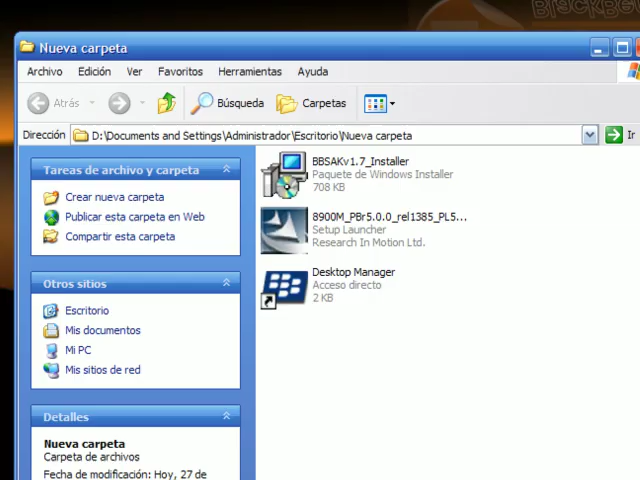 BlackBe
Nueva carpeta
Archivo Edición Ver Favoritos Herramientas Ayuda
Atrás Búsqueda Carpetas
Dirección D:\Documents and Settings\Administrador\Escritorio\Nueva carpeta Ir
Tareas de archivo y carpeta
Crear nueva carpeta
Publicar esta carpeta en Web
Compartir esta carpeta
Otros sitios
Escritorio
Mis documentos
Mi PC
Mis sitios de red
Detalles
Nueva carpeta
Carpeta de archivos
Fecha de modificación: Hoy, 27 de
BBSAKv1.7_Installer
Paquete de Windows Installer
708 KB
8900M_PBr5.0.0_rel1385_PL5...
Setup Launcher
Research In Motion Ltd.
Desktop Manager
Acceso directo
2 KB